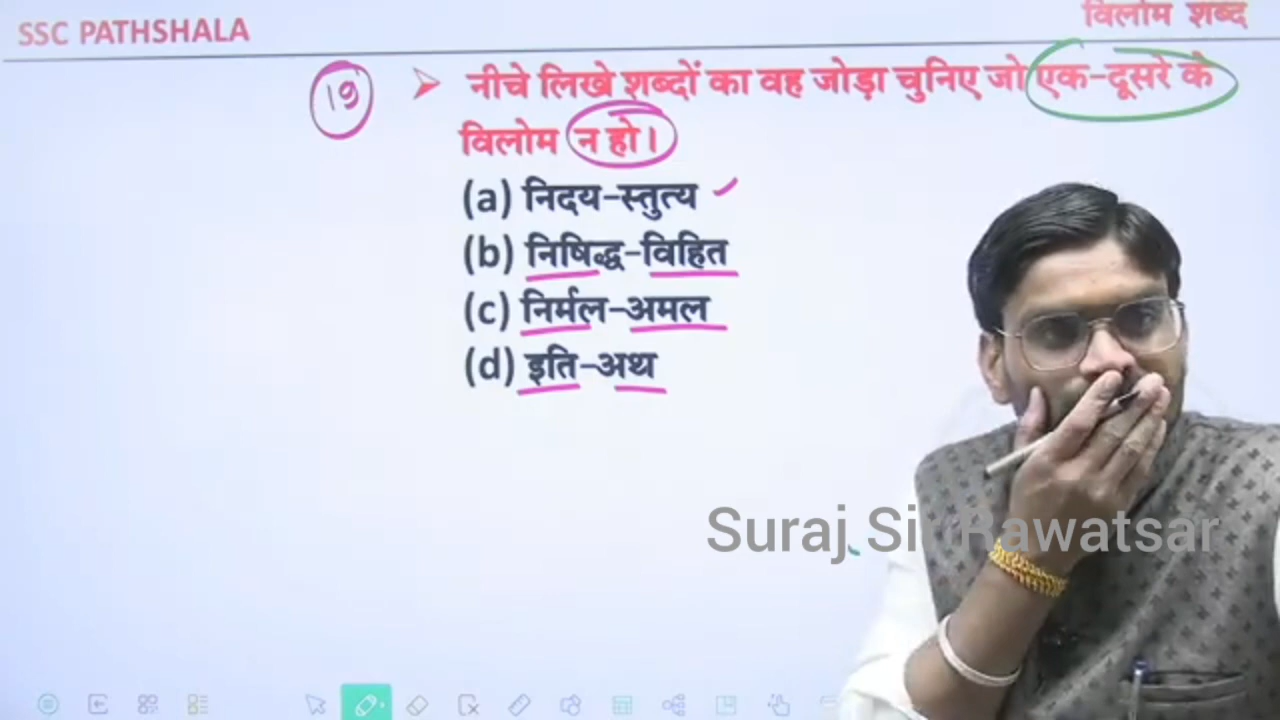 SSC PATHSHALA
विलोम शब्द
19
नीचे लिखे शब्दों का वह जोड़ा चुनिए जो एक-दूसरे के
विलोम न हो।
(a) निदय-स्तुत्य
(b) निषिद्ध-विहित
(c) निर्मल-अमल
(d) इति-अथ
Suraj Sir Rawatsar